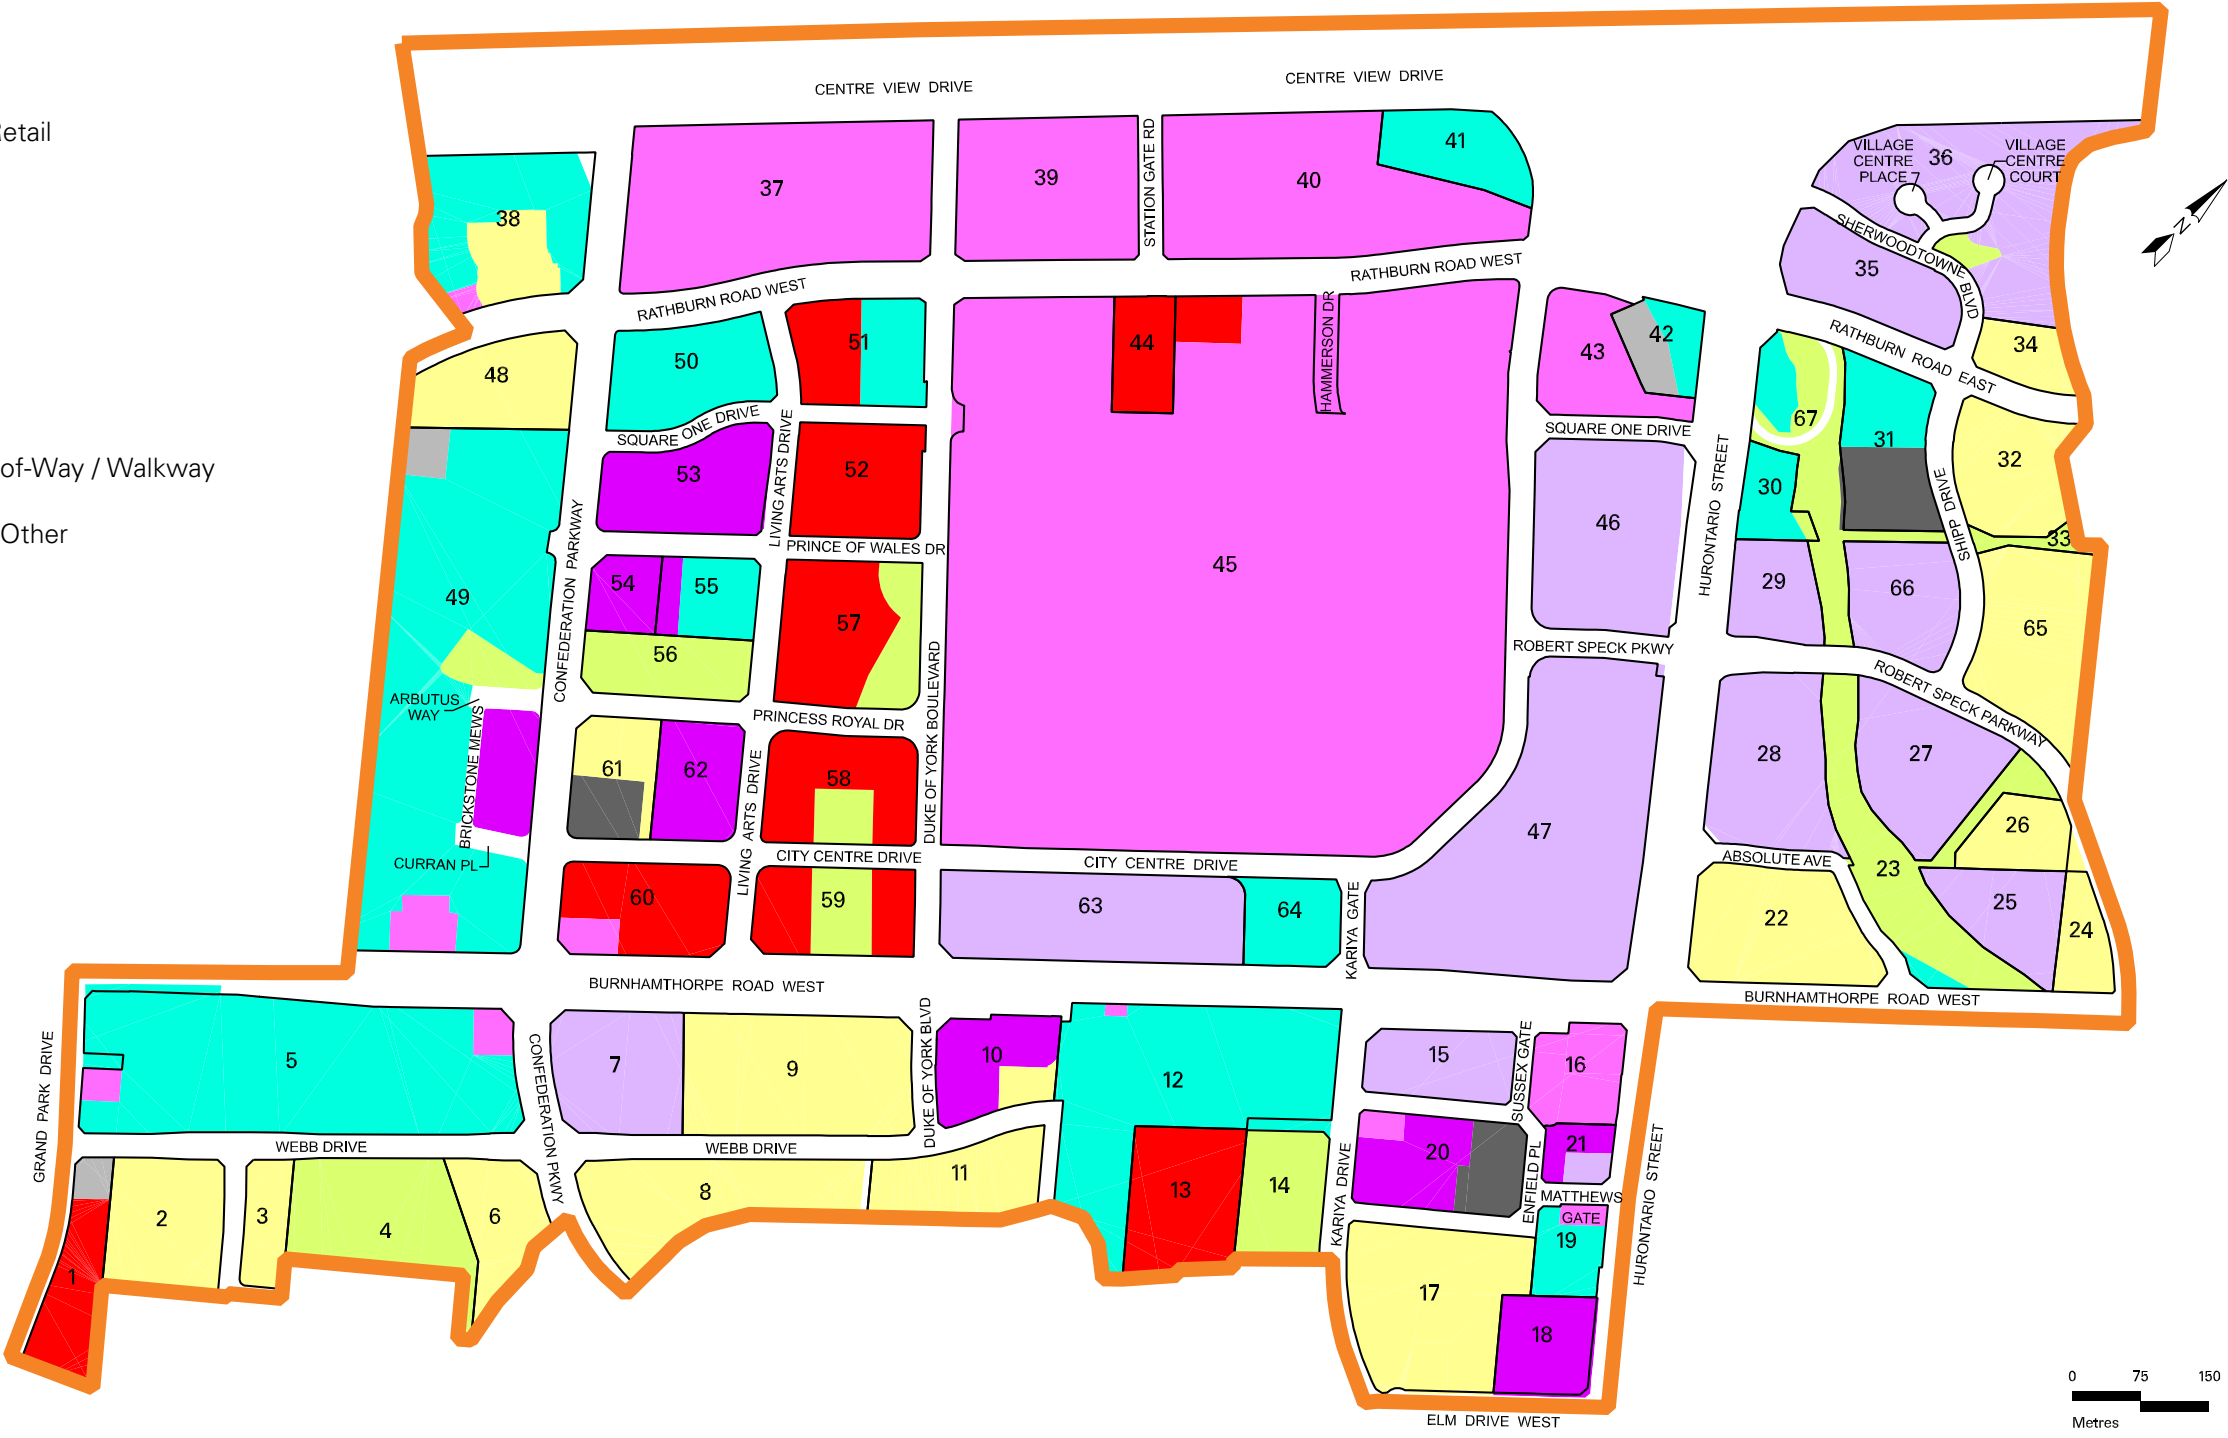 etail
of-Way / Walkway
Other
CENTRE VIEW DRIVE
CENTRE VIEW DRIVE
STATION GATE RD
VILLAGE
CENTRE
PLACE
VILLAGE
CENTRE
COURT
36
37
38
39
40
41
N
SHERWOODTOWNE BLVD
35
RATHBURN ROAD WEST
RATHBURN ROAD WEST
RATHBURN ROAD EAST
34
48
50
51
44
HAMMERSON DR
43
42
67
31
32
SQUARE ONE DRIVE
SQUARE ONE DRIVE
LIVING ARTS DRIVE
53
52
30
HURONTARIO STREET
SHIPP DRIVE
33
46
45
CONFEDERATION PARKWAY
PRINCE OF WALES DR
49
54
55
57
29
66
65
56
ROBERT SPECK PKWY
ROBERT SPECK PARKWAY
ARBUTUS
WAY
BRICKSTONE MEWS
PRINCESS ROYAL DR
DUKE OF YORK BOULEVARD
61
62
58
28
27
26
47
LIVING ARTS DRIVE
CURRAN PL
CITY CENTRE DRIVE
CITY CENTRE DRIVE
ABSOLUTE AVE
23
60
59
63
64
KARIYA GATE
22
25
24
BURNHAMTHORPE ROAD WEST
BURNHAMTHORPE ROAD WEST
GRAND PARK DRIVE
5
CONFEDERATION PKWY
7
9
DUKE OF YORK BLVD
10
12
15
SUSSEX GATE
16
WEBB DRIVE
WEBB DRIVE
20
21
ENFIELD PL
MATTHEWS
GATE
KARIYA DRIVE
HURONTARIO STREET
1
2
3
4
6
8
11
13
14
17
19
18
ELM DRIVE WEST
0 75 150
Metres